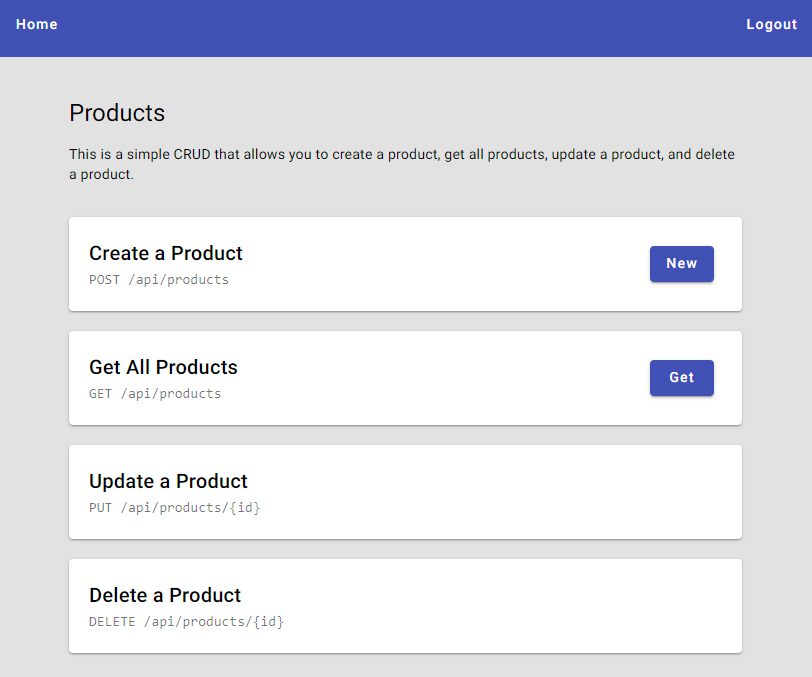 Home
Logout
Products
This is a simple CRUD that allows you to create a product, get all products, update a product, and delete
a product.
Create a Product
POST /api/products
New
Get All Products
GET /api/products
Get
Update a Product
PUT /api/products/{id}
Delete a Product
DELETE /api/products/{id}